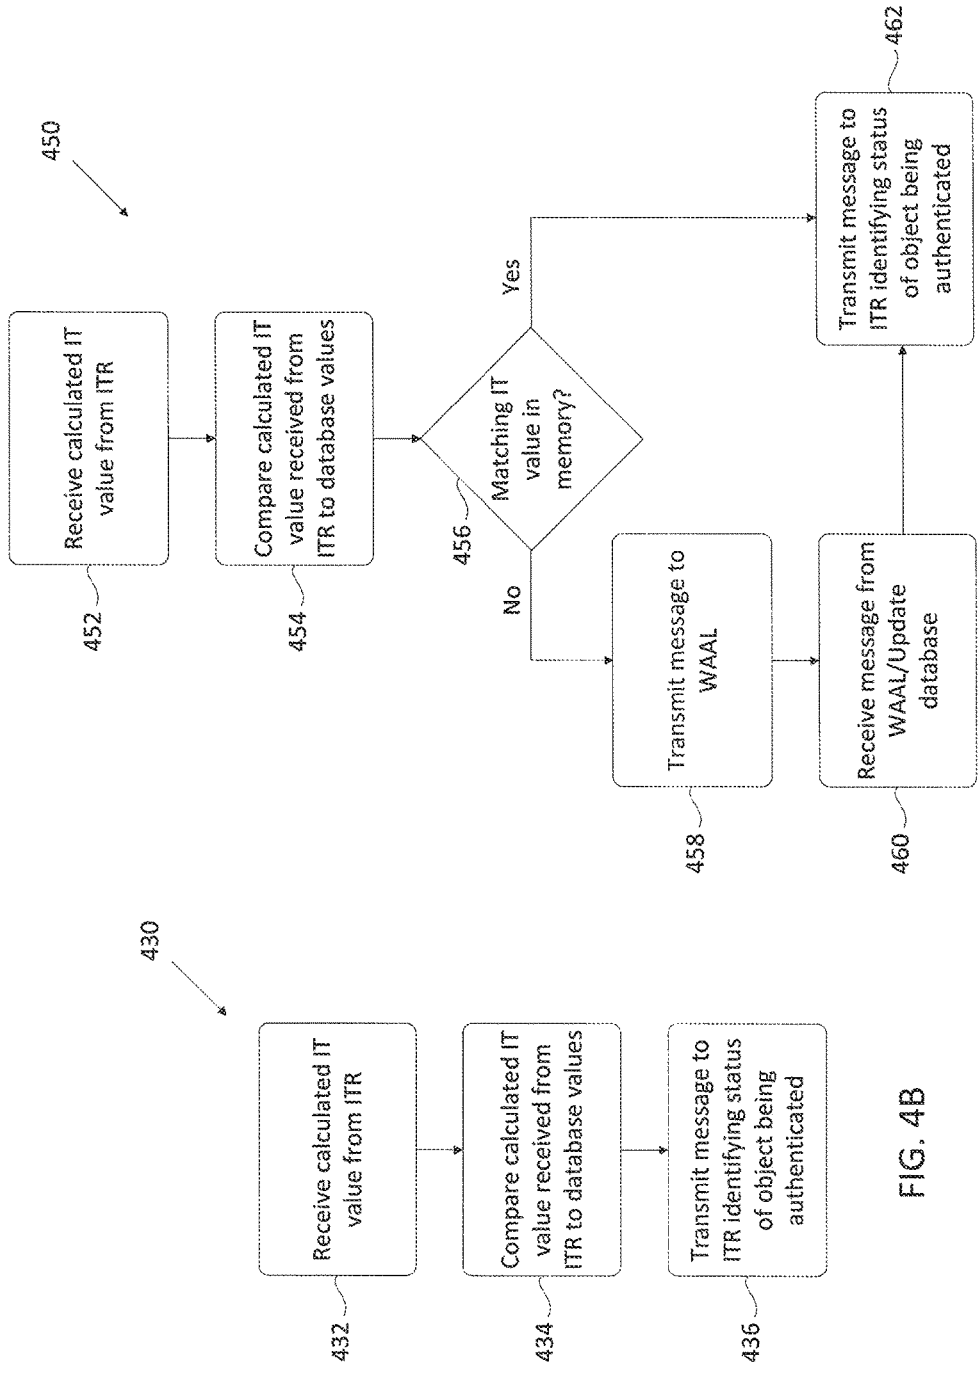 430
432
Receive calculated IT
value from ITR
434
Compare calculated IT
value received from
ITR to database values
436
Transmit message to
ITR identifying status
of object being
authenticated
450
452
Receive calculated IT
value from ITR
454
Compare calculated IT
value received from
ITR to database values
456
Matching IT
value in
memory?
No
Yes
458
Transmit message to
WAAL
460
Receive message from
WAAL/Update
database
462
Transmit message to
ITR identifying status
of object being
authenticated
FIG. 4B